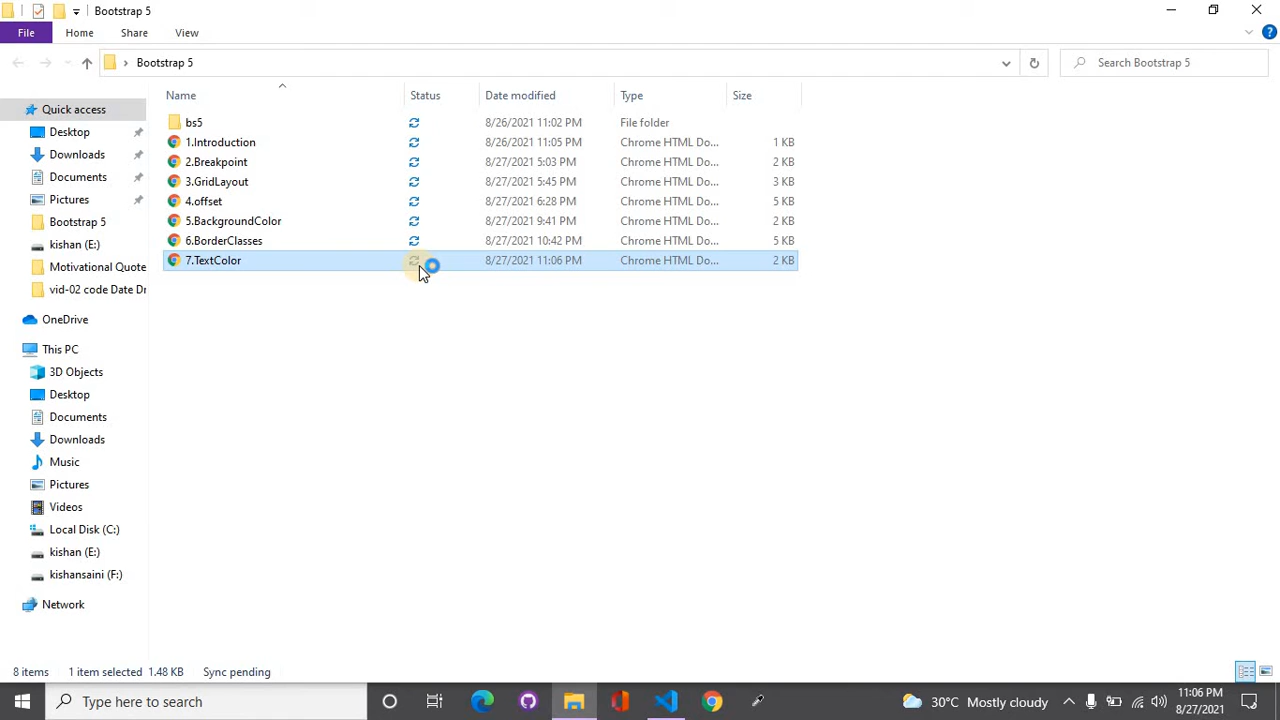 Bootstrap 5
File Home Share View
Bootstrap 5 Search Bootstrap 5
Name Status Date modified Type Size
Quick access
Desktop
Downloads
Documents
Pictures
Bootstrap 5
kishan (E:)
Motivational Quote
vid-02 code Date Dr
OneDrive
This PC
3D Objects
Desktop
Documents
Downloads
Music
Pictures
Videos
Local Disk (C:)
kishan (E:)
kishansaini (F:)
Network
bs5 8/26/2021 11:02 PM File folder
1.Introduction 8/26/2021 11:05 PM Chrome HTML Do... 1 KB
2.Breakpoint 8/27/2021 5:03 PM Chrome HTML Do... 2 KB
3.GridLayout 8/27/2021 5:45 PM Chrome HTML Do... 3 KB
4.offset 8/27/2021 6:28 PM Chrome HTML Do... 5 KB
5.BackgroundColor 8/27/2021 9:41 PM Chrome HTML Do... 2 KB
6.BorderClasses 8/27/2021 10:42 PM Chrome HTML Do... 5 KB
7.TextColor 8/27/2021 11:06 PM Chrome HTML Do... 2 KB
8 items 1 item selected 1.48 KB Sync pending
Type here to search 30°C Mostly cloudy 11:06 PM
8/27/2021